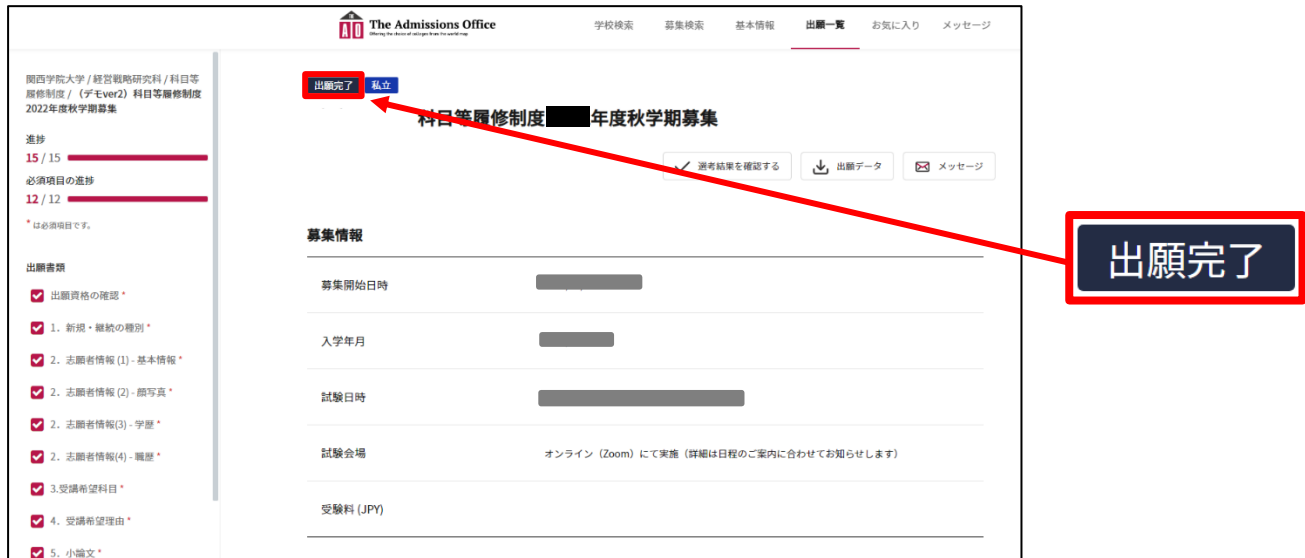 The Admissions Office
Offering the choice of colleges from the world map
学校検索
募集検索
基本情報
出願一覧
お気に入り
メッセージ
関西学院大学 / 経営戦略研究科 / 科目等
履修制度 / （デモver2）科目等履修制度
2022年度秋学期募集
進捗
15 / 15
必須項目の進捗
12 / 12
* は必須項目です。
出願書類
出願資格の確認 *
1．新規・継続の種別 *
2．志願者情報 (1) - 基本情報 *
2．志願者情報 (2) - 顔写真 *
2．志願者情報(3) - 学歴 *
2．志願者情報(4) - 職歴 *
3.受講希望科目 *
4．受講希望理由 *
5．小論文 *
出願完了
私立
科目等履修制度
年度秋学期募集
選考結果を確認する
出願データ
メッセージ
募集情報
募集開始日時
入学年月
試験日時
試験会場
オンライン（Zoom）にて実施（詳細は日程のご案内に合わせてお知らせします）
受験料 (JPY)
出願完了